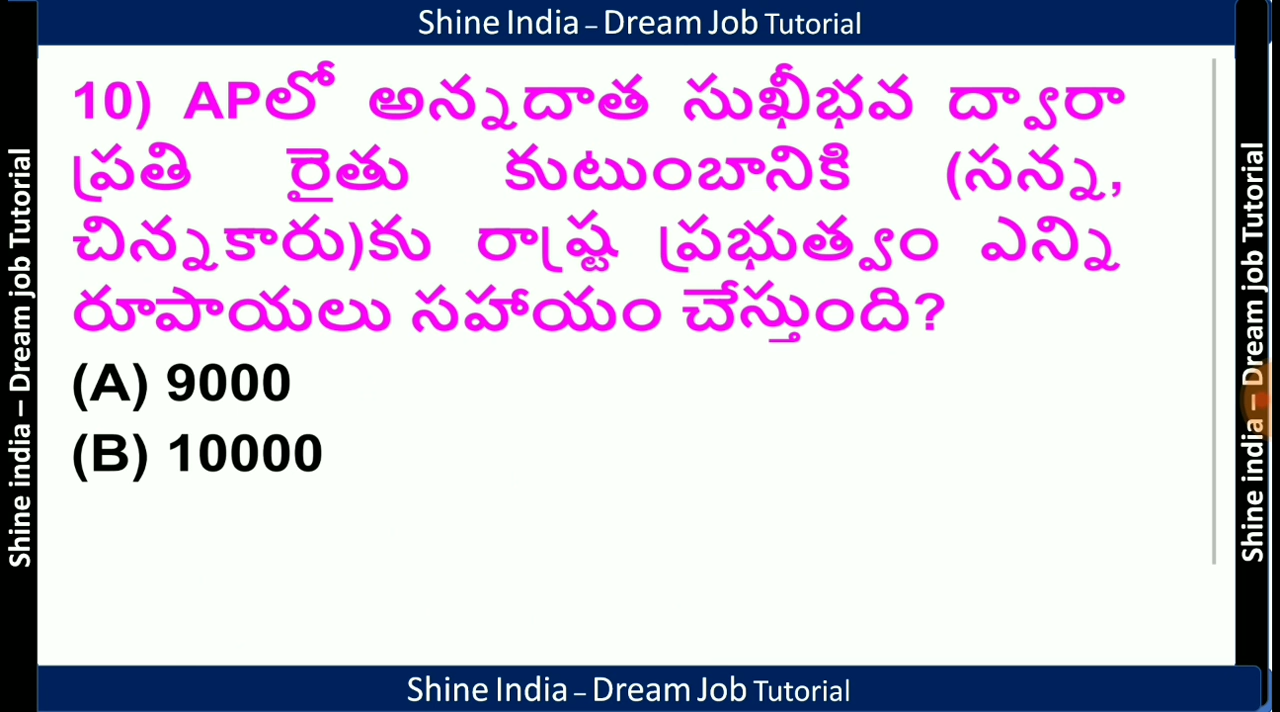 Shine India – Dream Job Tutorial
10) APలో అన్నదాత సుఖీభవ ద్వారా
ప్రతి రైతు కుటుంబానికి (సన్న,
చిన్నకారు)కు రాష్ట్ర ప్రభుత్వం ఎన్ని
రూపాయలు సహాయం చేస్తుంది?
(A) 9000
(B) 10000
Shine India – Dream Job Tutorial
Shine india – Dream job Tutorial
Shine india – Dream job Tutorial